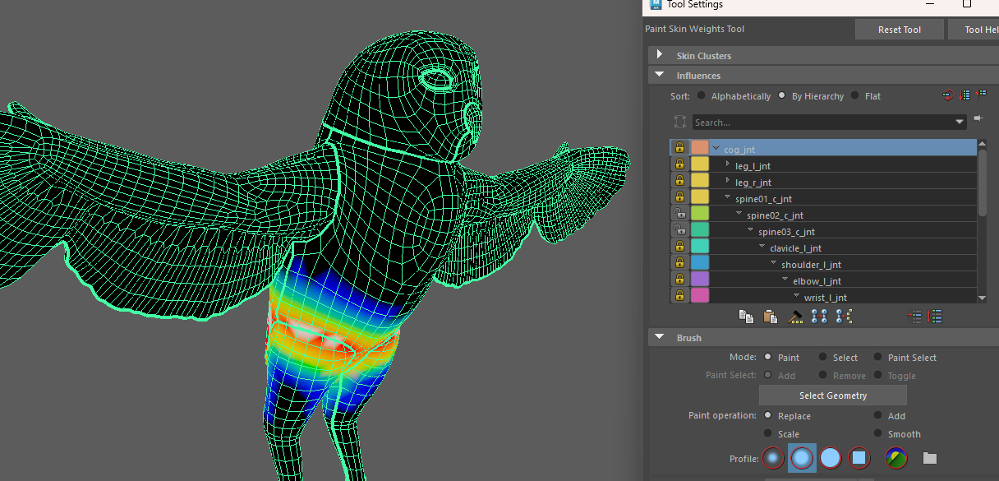 M
Tool Settings
Paint Skin Weights Tool
Reset Tool
Tool Hel
Skin Clusters
Influences
Sort: Alphabetically By Hierarchy Flat
Search...
cog_jnt
leg_l_jnt
leg_r_jnt
spine01_c_jnt
spine02_c_jnt
spine03_c_jnt
clavicle_l_jnt
shoulder_l_jnt
elbow_l_jnt
wrist_l_jnt
Brush
Mode: Paint Select Paint Select
Paint Select: Add Remove Toggle
Select Geometry
Paint operation: Replace Add
Scale Smooth
Profile: